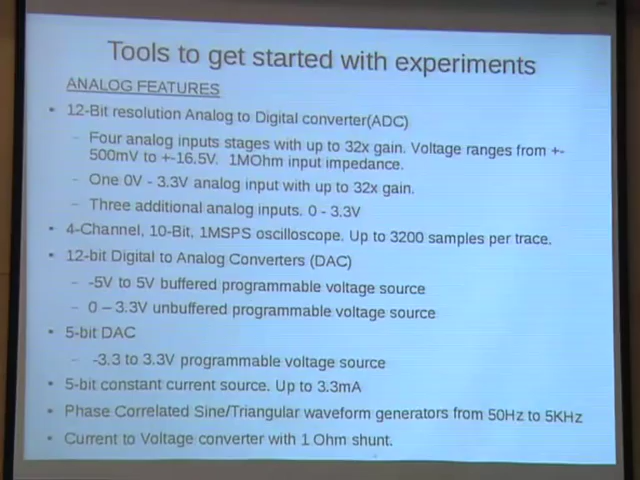 Tools to get started with experiments
ANALOG FEATURES
• 12-Bit resolution Analog to Digital converter(ADC)
– Four analog inputs stages with up to 32x gain. Voltage ranges from +-
500mV to +-16.5V. 1MOhm input impedance.
– One 0V - 3.3V analog input with up to 32x gain.
– Three additional analog inputs. 0 - 3.3V
• 4-Channel, 10-Bit, 1MSPS oscilloscope. Up to 3200 samples per trace.
• 12-bit Digital to Analog Converters (DAC)
– -5V to 5V buffered programmable voltage source
– 0 – 3.3V unbuffered programmable voltage source
• 5-bit DAC
– -3.3 to 3.3V programmable voltage source
• 5-bit constant current source. Up to 3.3mA
• Phase Correlated Sine/Triangular waveform generators from 50Hz to 5KHz
• Current to Voltage converter with 1 Ohm shunt.